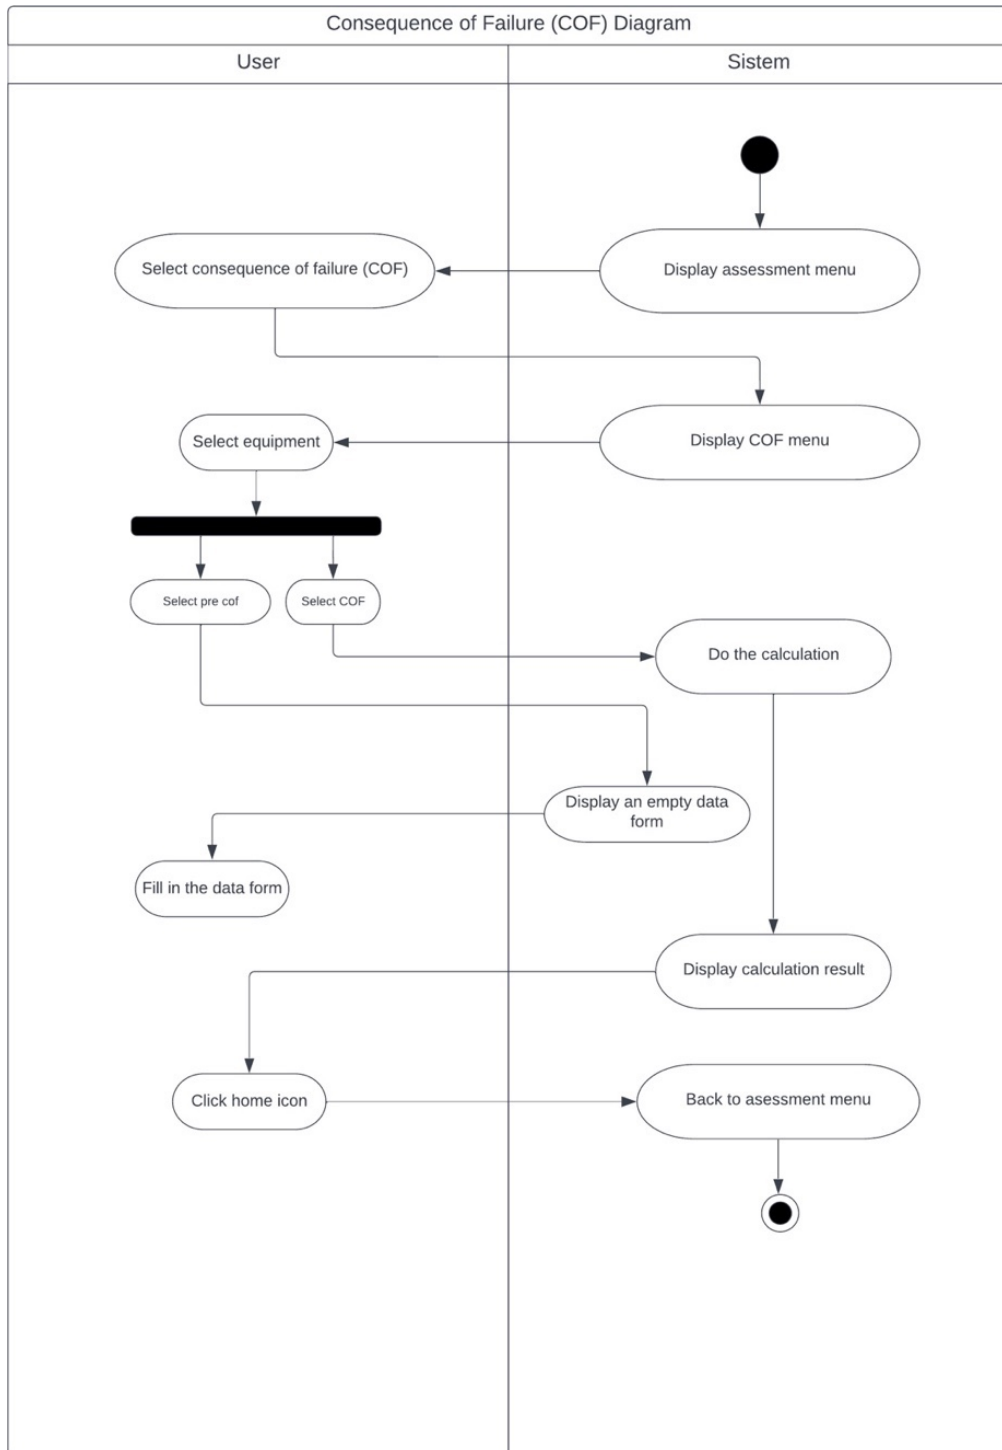 Consequence of Failure (COF) Diagram
User
Sistem
Display assessment menu
Select consequence of failure (COF)
Display COF menu
Select equipment
Select pre cof
Select COF
Do the calculation
Display an empty data
form
Fill in the data form
Display calculation result
Click home icon
Back to asessment menu